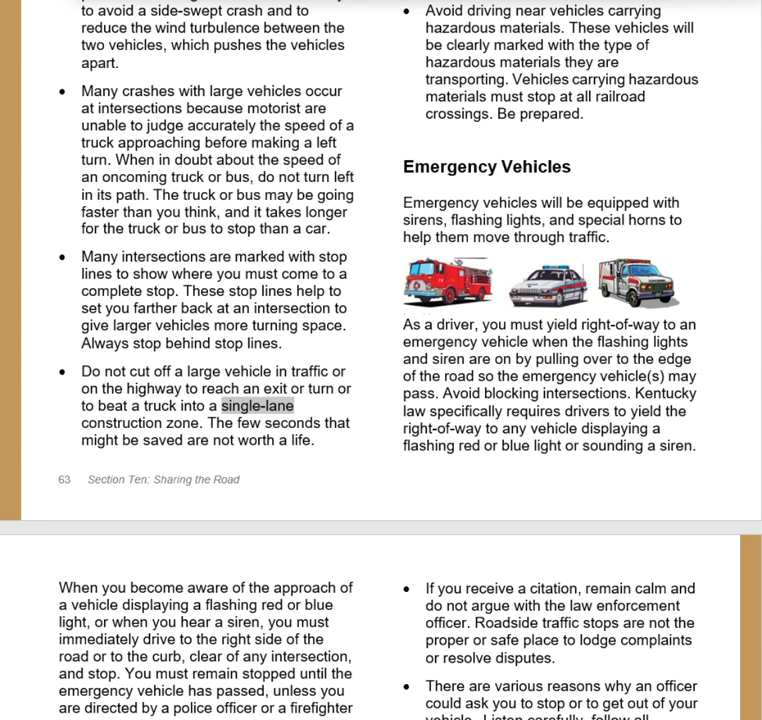 to avoid a side-swept crash and to
reduce the wind turbulence between the
two vehicles, which pushes the vehicles
apart.
• Many crashes with large vehicles occur
at intersections because motorist are
unable to judge accurately the speed of a
truck approaching before making a left
turn. When in doubt about the speed of
an oncoming truck or bus, do not turn left
in its path. The truck or bus may be going
faster than you think, and it takes longer
for the truck or bus to stop than a car.
• Many intersections are marked with stop
lines to show where you must come to a
complete stop. These stop lines help to
set you farther back at an intersection to
give larger vehicles more turning space.
Always stop behind stop lines.
• Do not cut off a large vehicle in traffic or
on the highway to reach an exit or turn or
to beat a truck into a single-lane
construction zone. The few seconds that
might be saved are not worth a life.
• Avoid driving near vehicles carrying
hazardous materials. These vehicles will
be clearly marked with the type of
hazardous materials they are
transporting. Vehicles carrying hazardous
materials must stop at all railroad
crossings. Be prepared.
Emergency Vehicles
Emergency vehicles will be equipped with
sirens, flashing lights, and special horns to
help them move through traffic.
As a driver, you must yield right-of-way to an
emergency vehicle when the flashing lights
and siren are on by pulling over to the edge
of the road so the emergency vehicle(s) may
pass. Avoid blocking intersections. Kentucky
law specifically requires drivers to yield the
right-of-way to any vehicle displaying a
flashing red or blue light or sounding a siren.
63 Section Ten: Sharing the Road
When you become aware of the approach of
a vehicle displaying a flashing red or blue
light, or when you hear a siren, you must
immediately drive to the right side of the
road or to the curb, clear of any intersection,
and stop. You must remain stopped until the
emergency vehicle has passed, unless you
are directed by a police officer or a firefighter
• If you receive a citation, remain calm and
do not argue with the law enforcement
officer. Roadside traffic stops are not the
proper or safe place to lodge complaints
or resolve disputes.
• There are various reasons why an officer
could ask you to stop or to get out of your
vehicle. Listen carefully, follow all